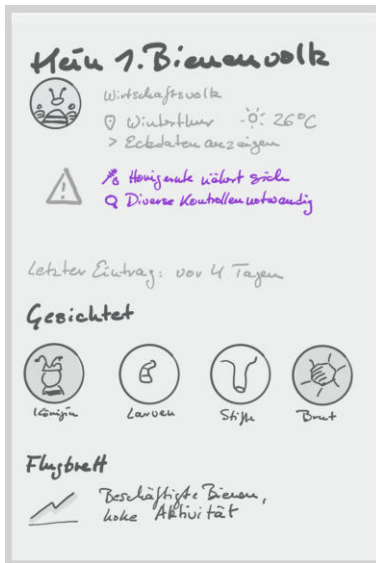 Mein 1. Bienenvolk
Wirtschaftsvolk
Winterthur 26°C
> Eckdaten anzeigen
Honigernte nähert sich
Diverse Kontrollen notwendig
Letzter Eintrag: vor 4 Tagen
Gesichtet
Königin Larven Stifte Brut
Flugbrett
Beschäftigte Bienen,
hohe Aktivität